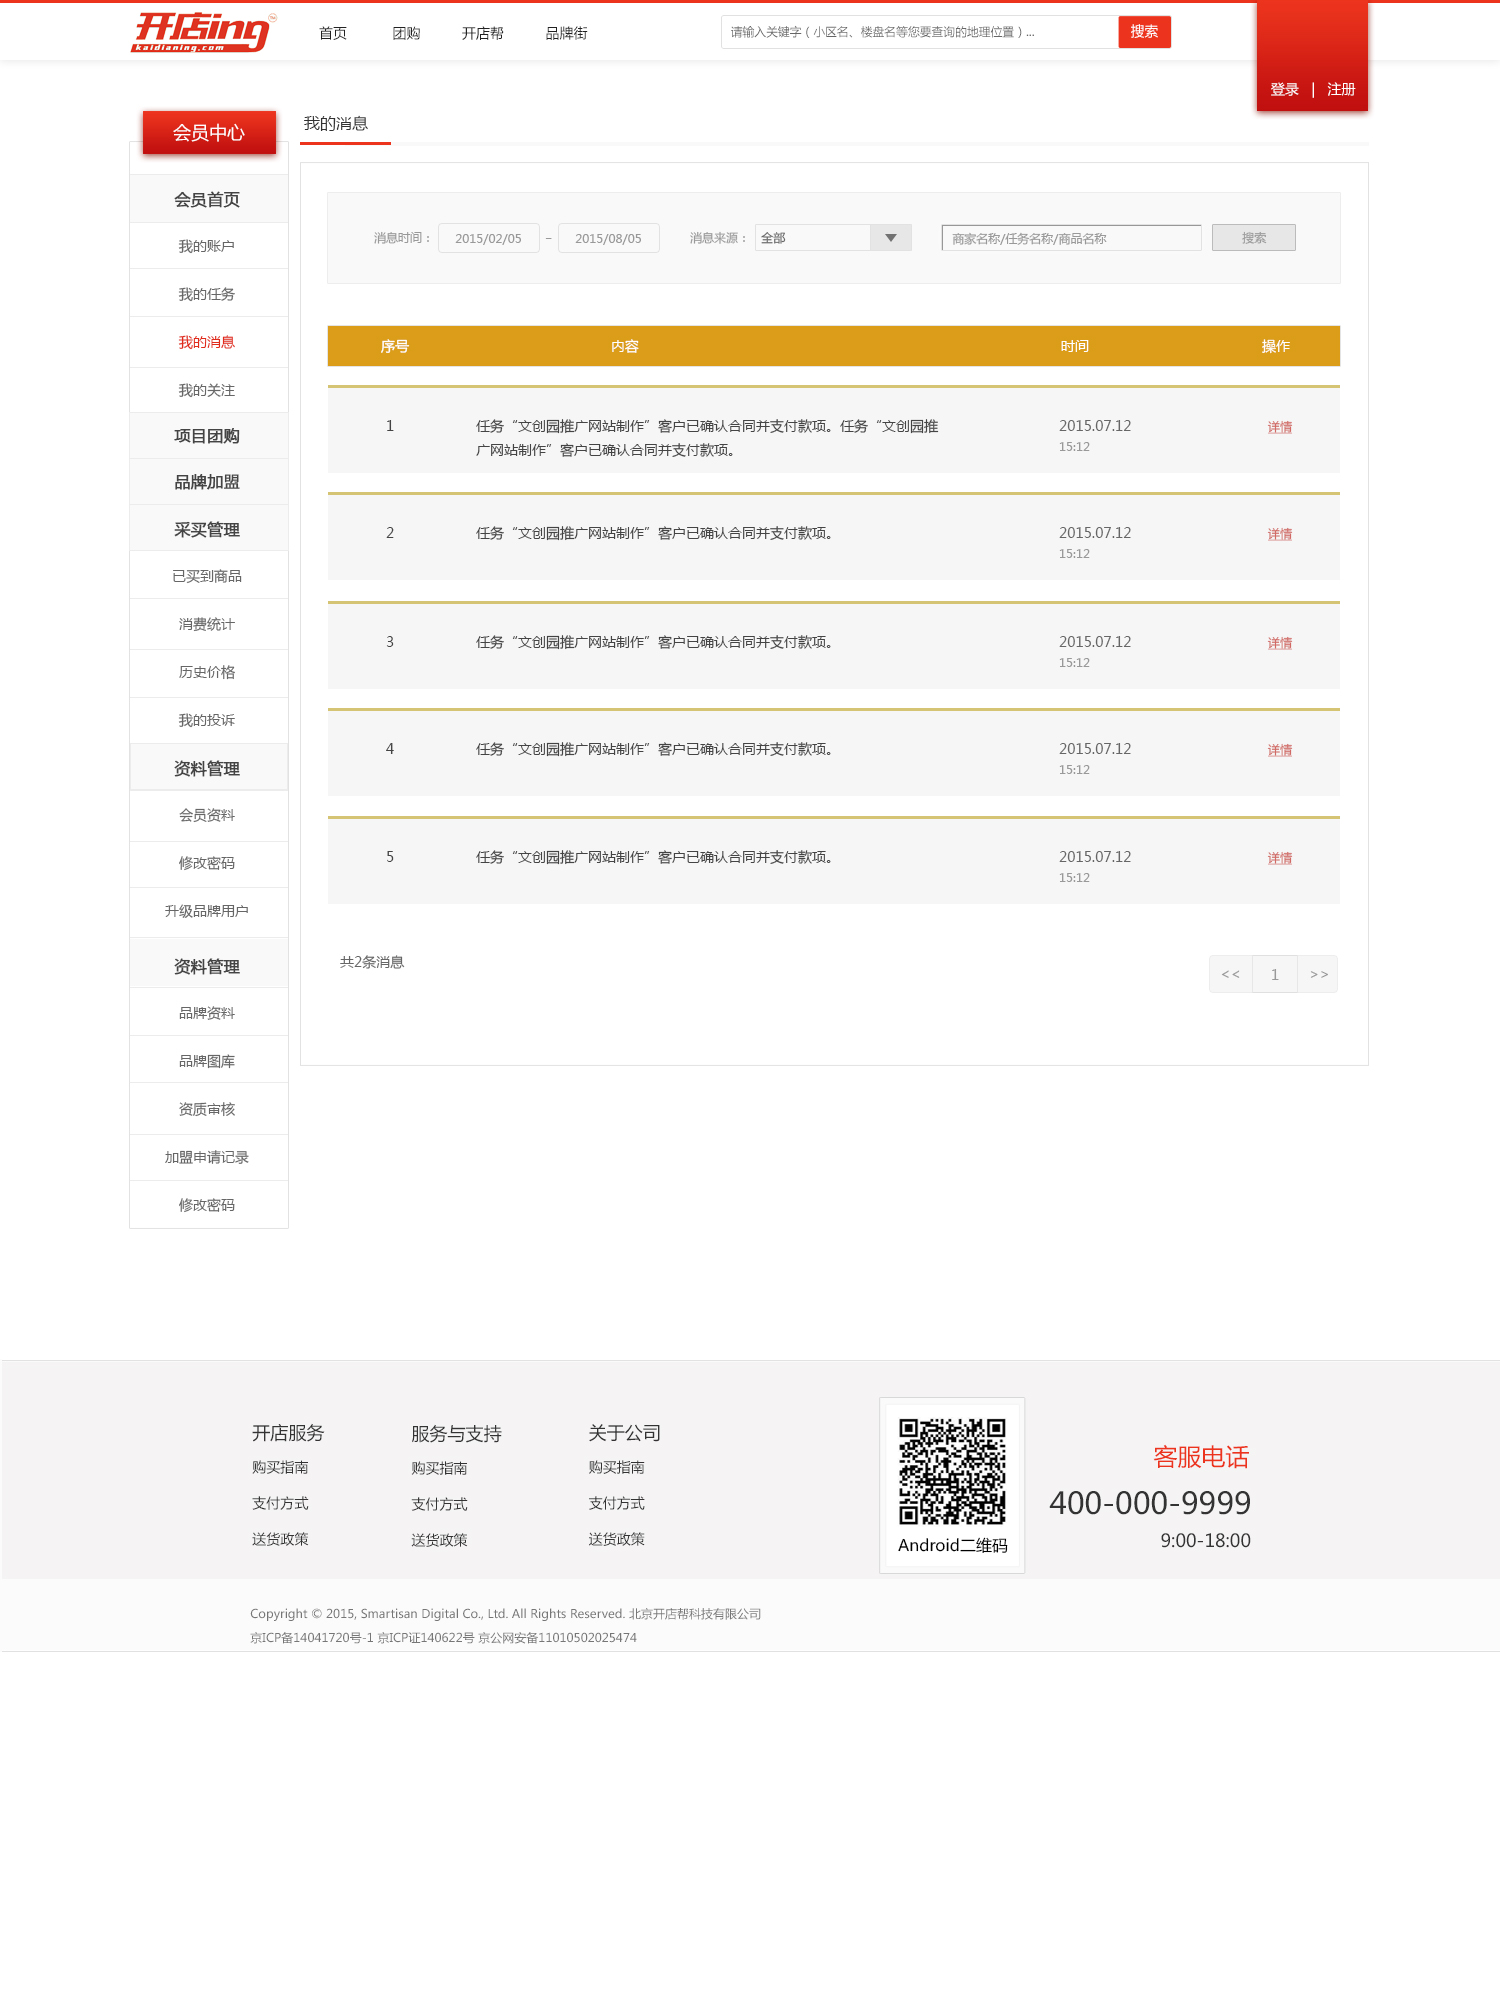 开店ing
kaidianing.com
首页
团购
开店帮
品牌街
请输入关键字（小区名、楼盘名等您要查询的地理位置）...
搜索
登录 | 注册
会员中心
会员首页
我的账户
我的任务
我的消息
我的关注
项目团购
品牌加盟
采买管理
已买到商品
消费统计
历史价格
我的投诉
资料管理
会员资料
修改密码
升级品牌用户
资料管理
品牌资料
品牌图库
资质审核
加盟申请记录
修改密码
我的消息
消息时间： 2015/02/05 - 2015/08/05 消息来源： 全部 商家名称/任务名称/商品名称 搜索
序号 内容 时间 操作
1 任务“文创园推广网站制作”客户已确认合同并支付款项。任务“文创园推 2015.07.12 详情
广网站制作”客户已确认合同并支付款项。 15:12
2 任务“文创园推广网站制作”客户已确认合同并支付款项。 2015.07.12 详情
15:12
3 任务“文创园推广网站制作”客户已确认合同并支付款项。 2015.07.12 详情
15:12
4 任务“文创园推广网站制作”客户已确认合同并支付款项。 2015.07.12 详情
15:12
5 任务“文创园推广网站制作”客户已确认合同并支付款项。 2015.07.12 详情
15:12
共2条消息
<< 1 >>
开店服务
购买指南
支付方式
送货政策
服务与支持
购买指南
支付方式
送货政策
关于公司
购买指南
支付方式
送货政策
Android二维码
客服电话
400-000-9999
9:00-18:00
Copyright © 2015, Smartisan Digital Co., Ltd. All Rights Reserved. 北京开店帮科技有限公司
京ICP备14041720号-1 京ICP证140622号 京公网安备11010502025474